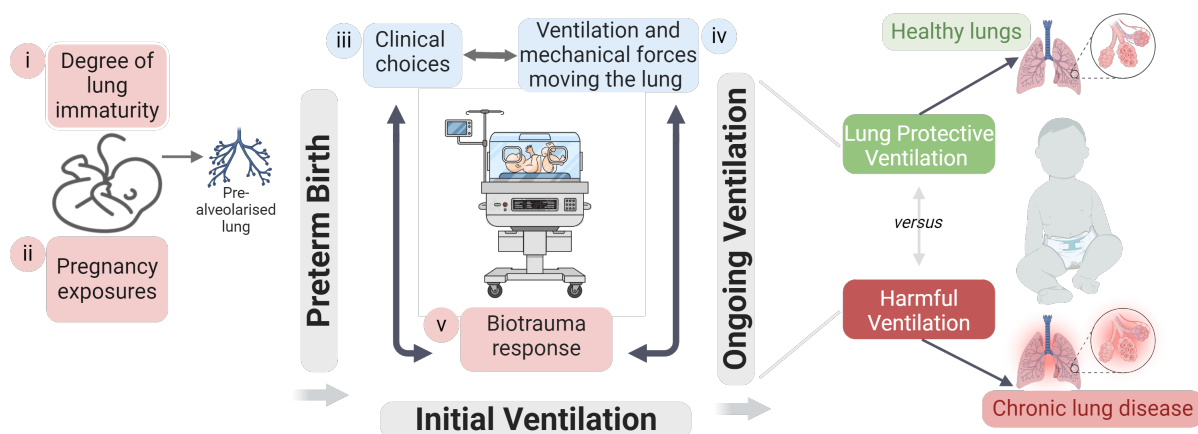 i
Degree of
lung
immaturity
Pre-
alveolarised
lung
ii
Pregnancy
exposures
Preterm Birth
iii
Clinical
choices
Ventilation and
mechanical forces
moving the lung
iv
v
Biotrauma
response
Initial Ventilation
Ongoing Ventilation
Healthy lungs
Lung Protective
Ventilation
versus
Harmful
Ventilation
Chronic lung disease